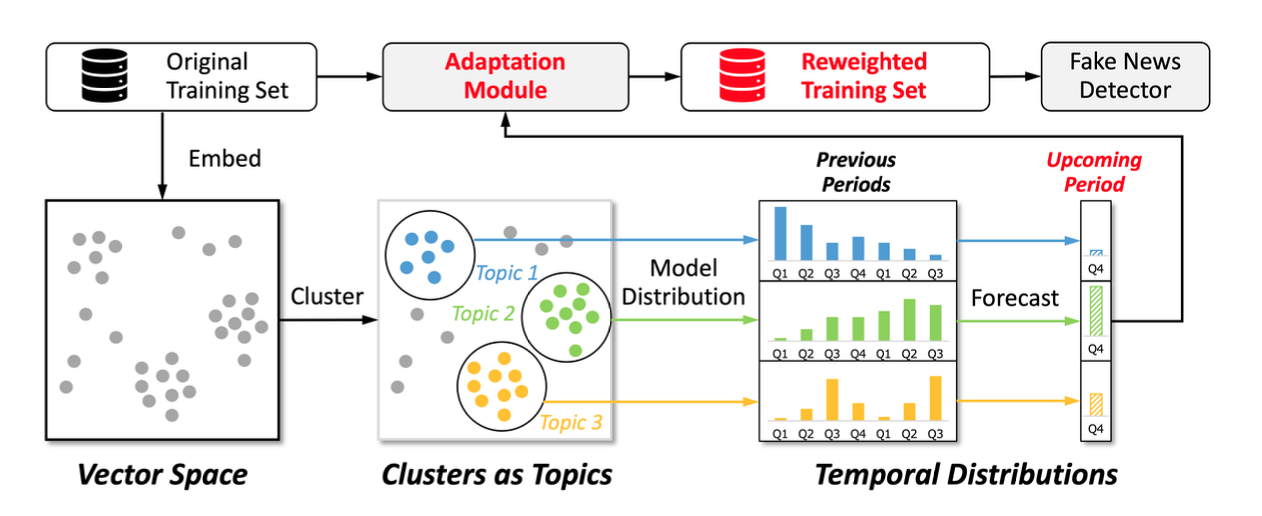 Original
Training Set
Adaptation
Module
Reweighted
Training Set
Fake News
Detector
Embed
Previous
Periods
Upcoming
Period
Cluster
Topic 1
Topic 2
Topic 3
Model
Distribution
Q1 Q2 Q3 Q4 Q1 Q2 Q3
Q1 Q2 Q3 Q4 Q1 Q2 Q3
Q1 Q2 Q3 Q4 Q1 Q2 Q3
Forecast
Q4
Q4
Q4
Vector Space
Clusters as Topics
Temporal Distributions